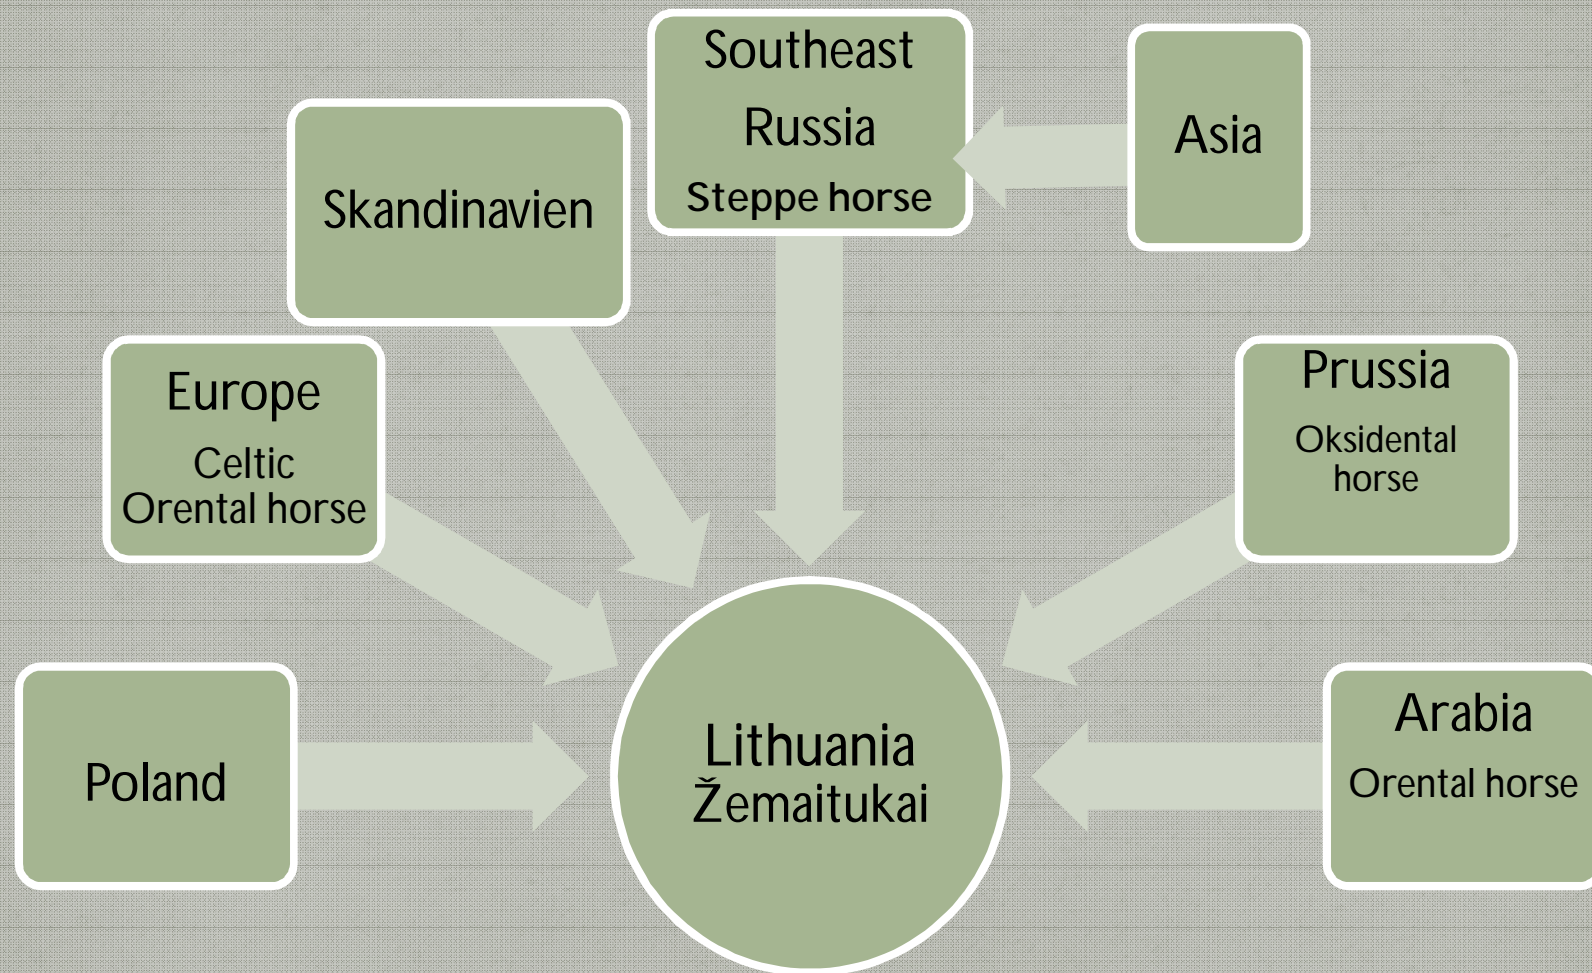 Southeast
Russia
Steppe horse
Asia
Skandinavien
Europe
Celtic
Orental horse
Prussia
Oksidental
horse
Poland
Lithuania
Žemaitukai
Arabia
Orental horse